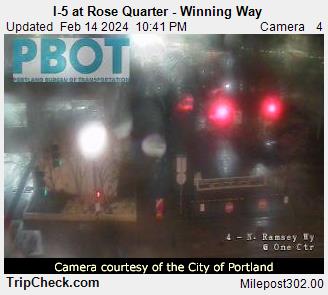 I-5 at Rose Quarter - Winning Way
Updated Feb 14 2024 10:41 PM Camera 4
PBOT
PORTLAND BUREAU OF TRANSPORTATION
4 - N. Ramsey Wy
@ One Ctr
Camera courtesy of the City of Portland
TripCheck.com Milepost302.00